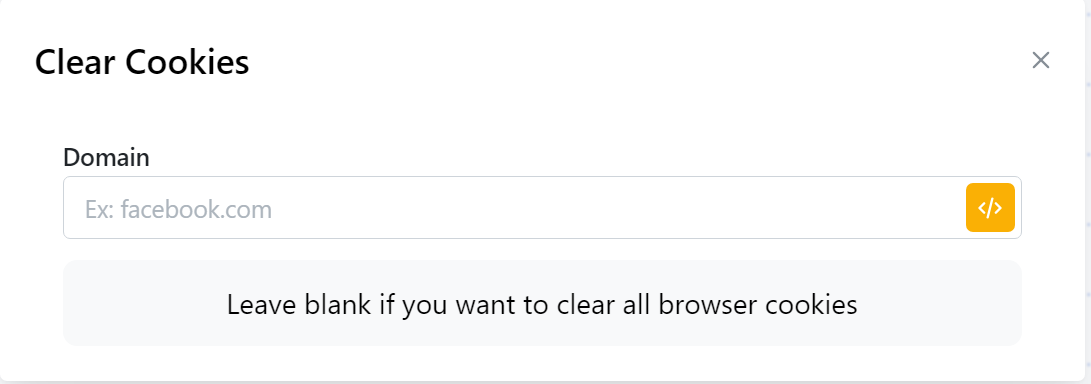 Clear Cookies
Domain
Ex: facebook.com
Leave blank if you want to clear all browser cookies